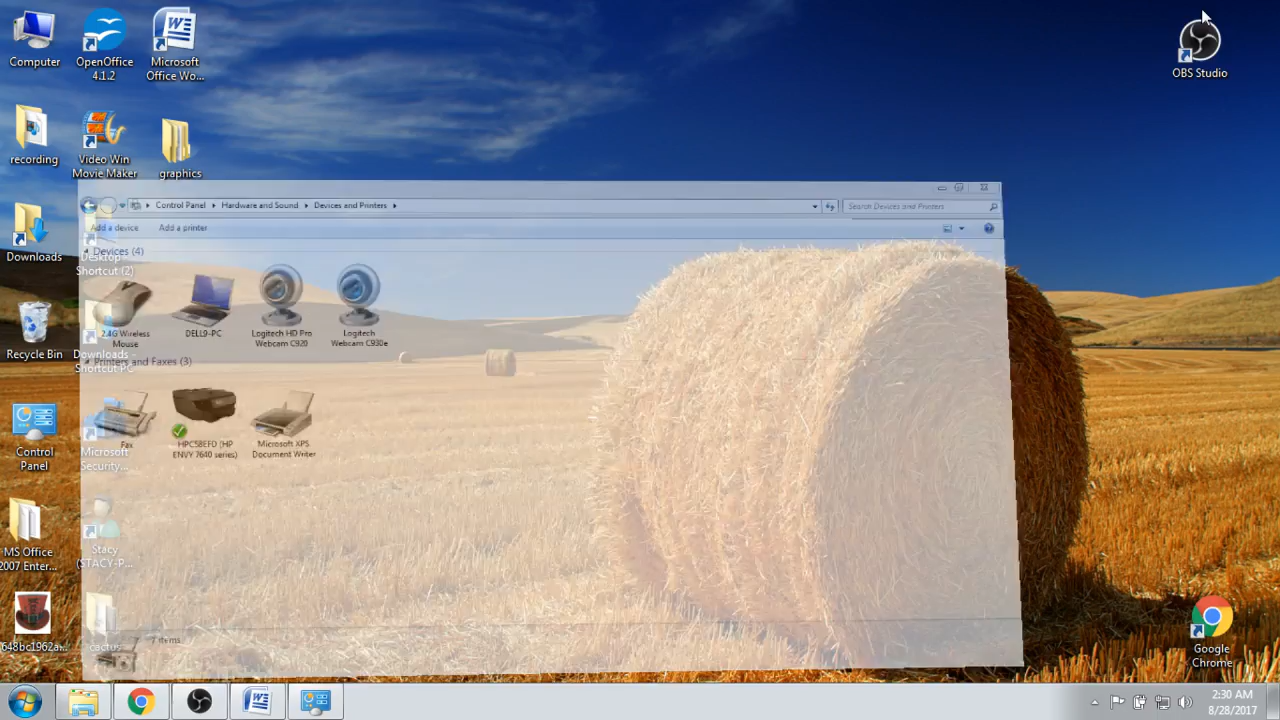 Computer
OpenOffice
4.1.2
Microsoft
Office Wo...
OBS Studio
recording
Video Win
Movie Maker
graphics
Control Panel
Hardware and Sound
Devices and Printers
Search Devices and Printers
Add a device
Add a printer
Devices (4)
Downloads
Desktop -
Shortcut (2)
2.4G Wireless
Mouse
DELL9-PC
Logitech HD Pro
Webcam C920
Logitech
Webcam C930e
Recycle Bin
Downloads -
Shortcut PC
Printers and Faxes (3)
Fax
HPC58EFD (HP
ENVY 7640 series)
Microsoft XPS
Document Writer
Control
Panel
Microsoft
Security...
MS Office
2007 Enter...
Stacy
(STACY-P...
648bc1962a...
cactus
7 items
Google
Chrome
2:30 AM
8/28/2017